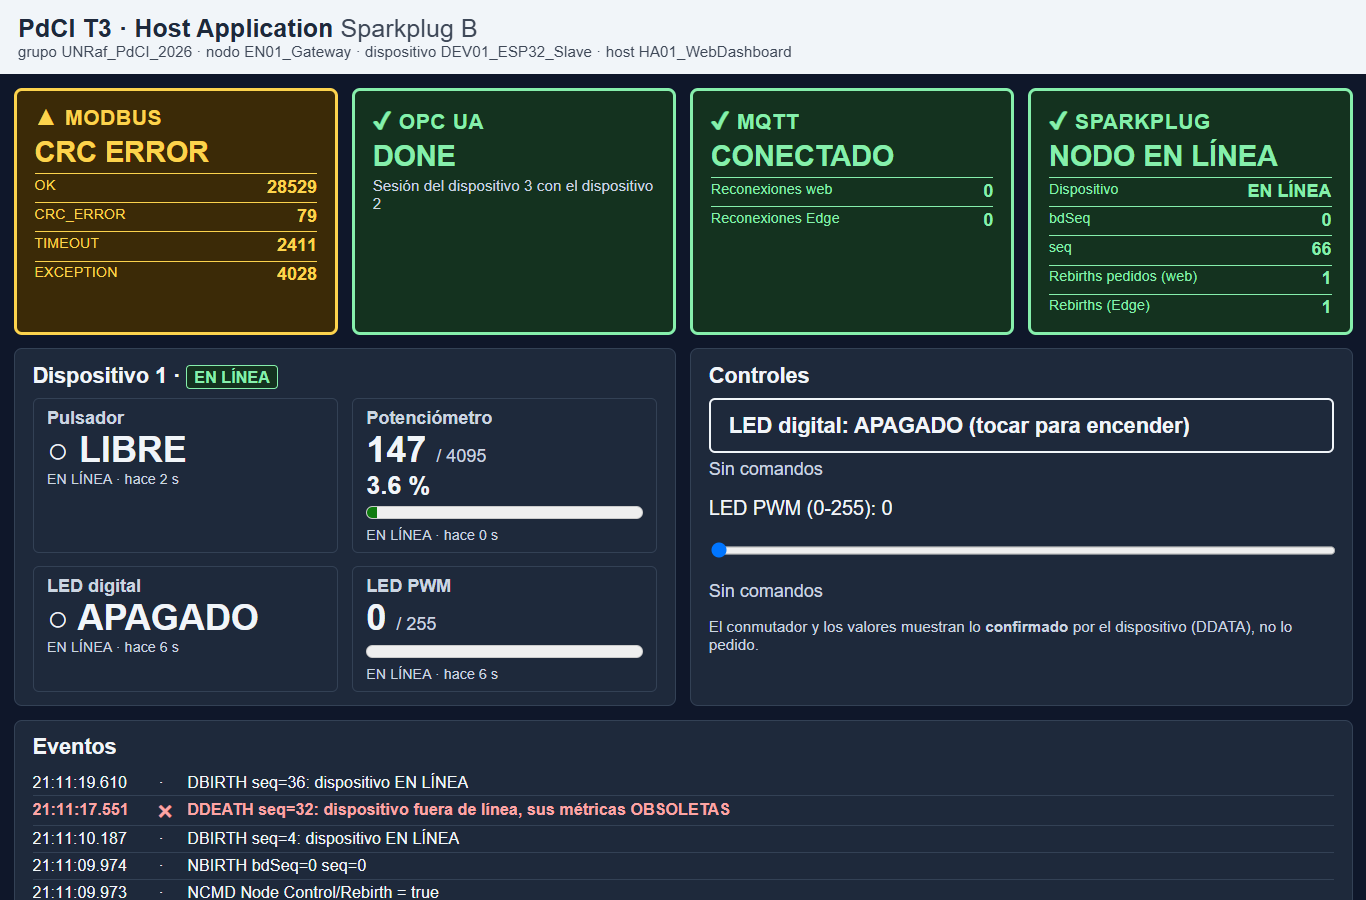 PdCI T3 · Host Application Sparkplug B
grupo UNRaf_PdCI_2026 · nodo EN01_Gateway · dispositivo DEV01_ESP32_Slave · host HA01_WebDashboard
▲ MODBUS
CRC ERROR
OK 28529
CRC_ERROR 79
TIMEOUT 2411
EXCEPTION 4028
✔ OPC UA
DONE
Sesión del dispositivo 3 con el dispositivo
2
✔ MQTT
CONECTADO
Reconexiones web 0
Reconexiones Edge 0
✔ SPARKPLUG
NODO EN LÍNEA
Dispositivo EN LÍNEA
bdSeq 0
seq 66
Rebirths pedidos (web) 1
Rebirths (Edge) 1
Dispositivo 1 · EN LÍNEA
Pulsador
○ LIBRE
EN LÍNEA · hace 2 s
Potenciómetro
147 / 4095
3.6 %
EN LÍNEA · hace 0 s
LED digital
○ APAGADO
EN LÍNEA · hace 6 s
LED PWM
0 / 255
EN LÍNEA · hace 6 s
Controles
LED digital: APAGADO (tocar para encender)
Sin comandos
LED PWM (0-255): 0
Sin comandos
El conmutador y los valores muestran lo confirmado por el dispositivo (DDATA), no lo
pedido.
Eventos
21:11:19.610 · DBIRTH seq=36: dispositivo EN LÍNEA
21:11:17.551 ✖ DDEATH seq=32: dispositivo fuera de línea, sus métricas OBSOLETAS
21:11:10.187 · DBIRTH seq=4: dispositivo EN LÍNEA
21:11:09.974 · NBIRTH bdSeq=0 seq=0
21:11:09.973 · NCMD Node Control/Rebirth = true